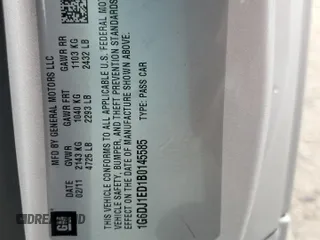 MFD BY GENERAL MOTORS LLC
DATE GVWR GAWR FRT GAWR RR
02/11 2143 KG 1040 KG 1103 KG
4725 LB 2293 LB 2432 LB
THIS VEHICLE CONFORMS TO ALL APPLICABLE U.S. FEDERAL MOTOR
VEHICLE SAFETY, BUMPER, AND THEFT PREVENTION STANDARDS
IN EFFECT ON THE DATE OF MANUFACTURE SHOWN ABOVE.
1G6DJ1ED1B0145585 TYPE: PASS CAR
GM